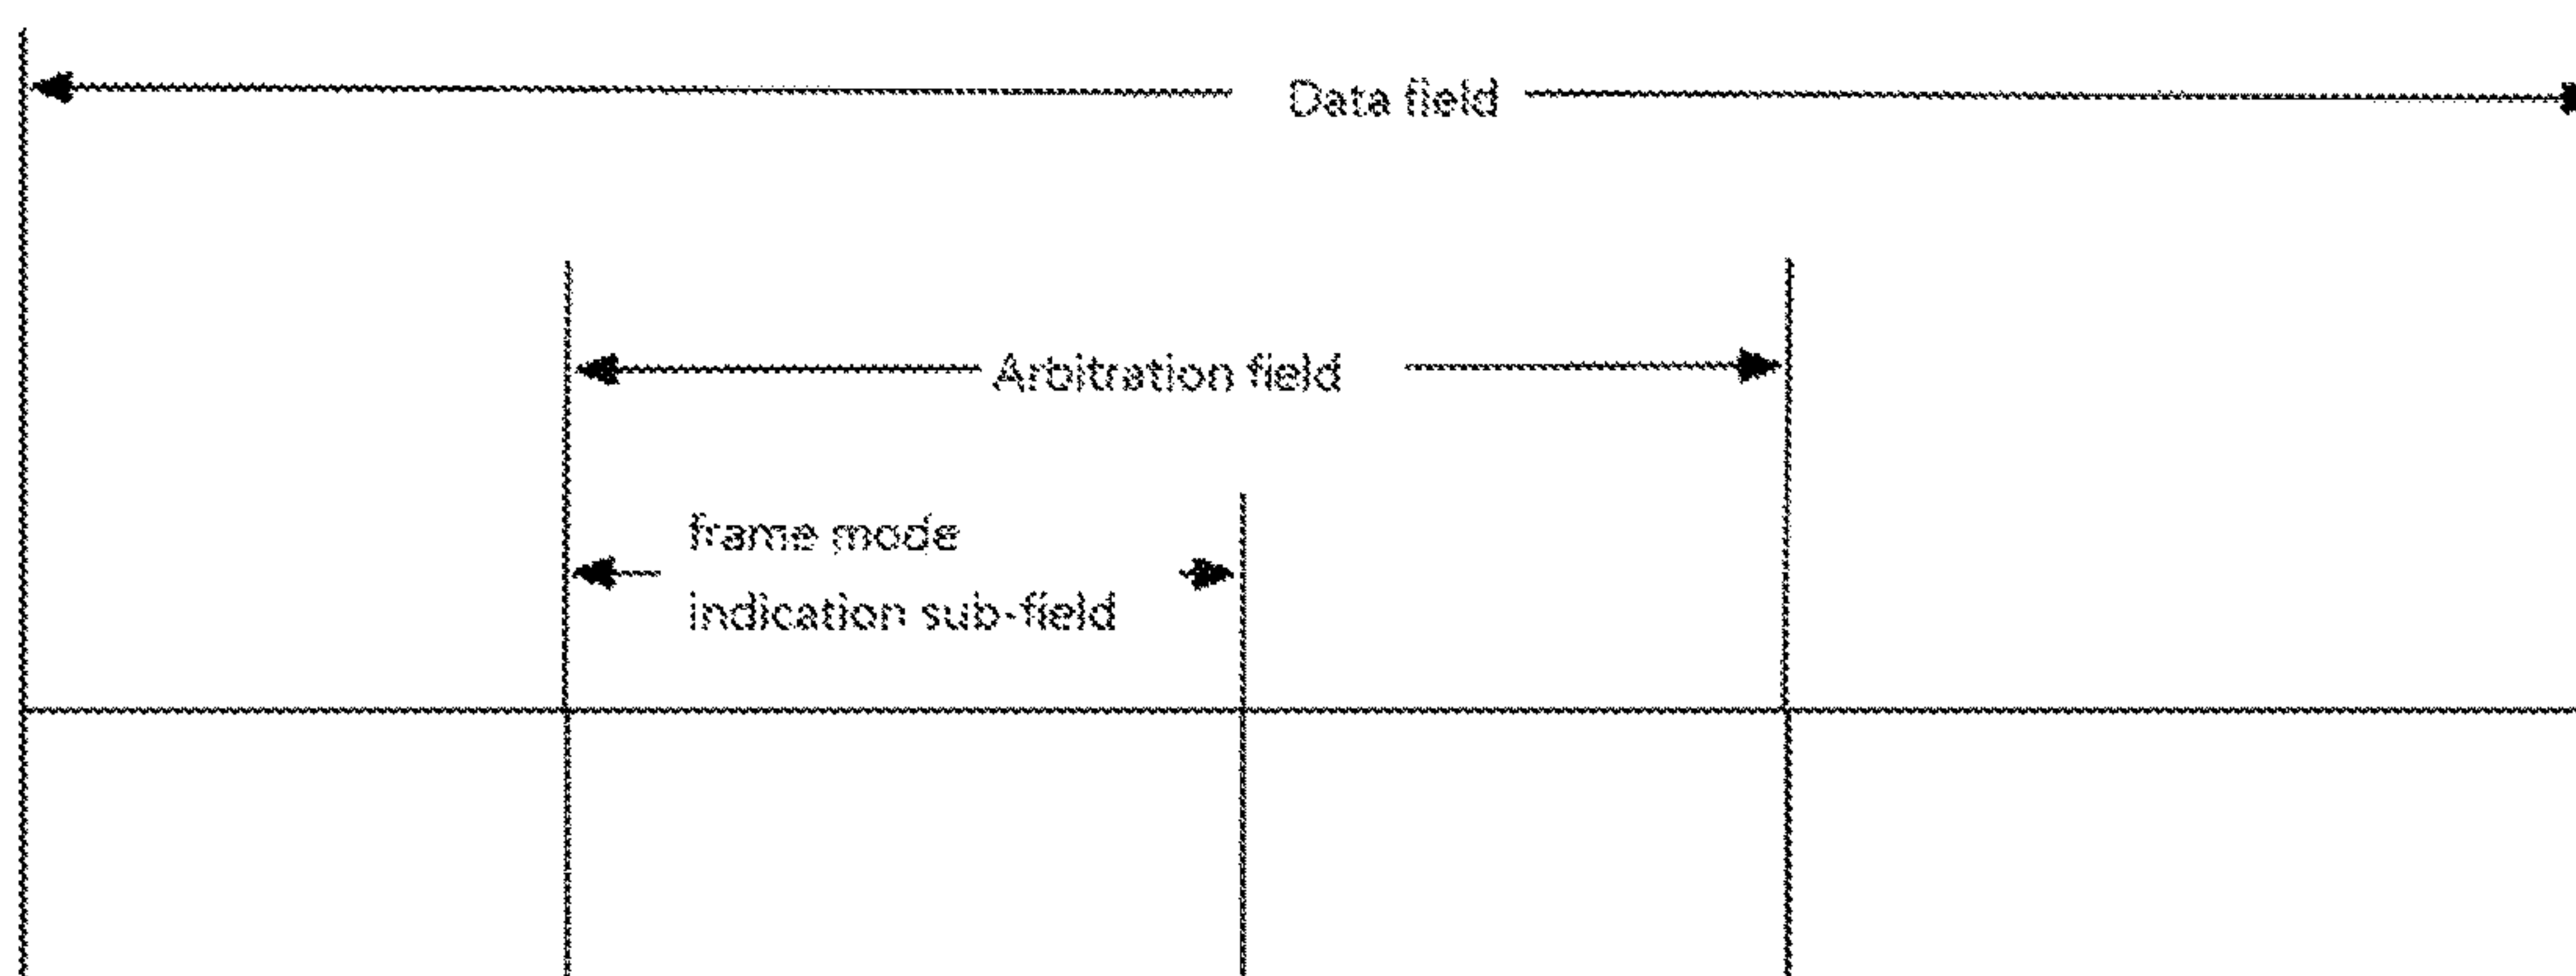 Data field
Arbitration field
frame mode
indication sub-field